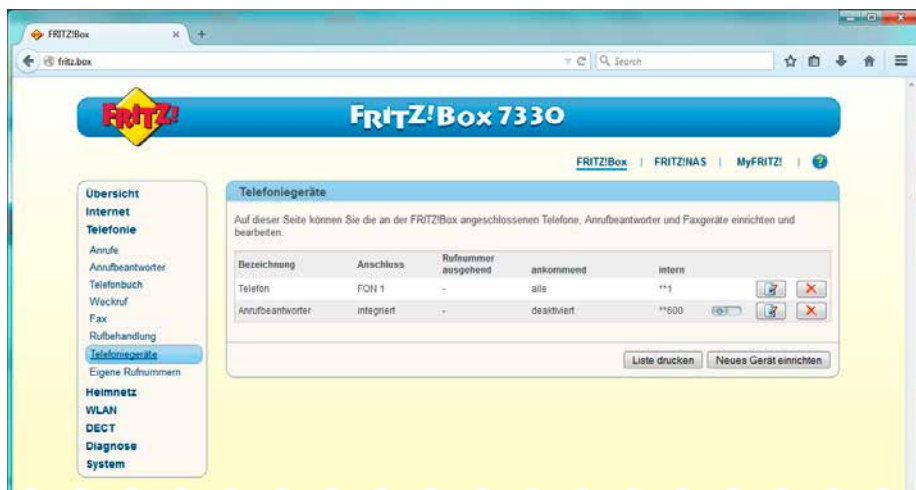 FRITZ!Box
fritz.box
Search
FRITZ!
FRITZ!Box 7330
FRITZ!Box | FRITZ!NAS | MyFRITZ! | ?
Übersicht
Internet
Telefonie
Anrufe
Anrufbeantworter
Telefonbuch
Weckruf
Fax
Rufbehandlung
Telefoniegeräte
Eigene Rufnummern
Heimnetz
WLAN
DECT
Diagnose
System
Telefoniegeräte
Auf dieser Seite können Sie die an der FRITZ!Box angeschlossenen Telefone, Anrufbeantworter und Faxgeräte einrichten und
bearbeiten.
Bezeichnung Anschluss Rufnummer ausgehend ankommend intern
Telefon FON 1 - alle **1
Anrufbeantworter integriert - deaktiviert **600
Liste drucken Neues Gerät einrichten